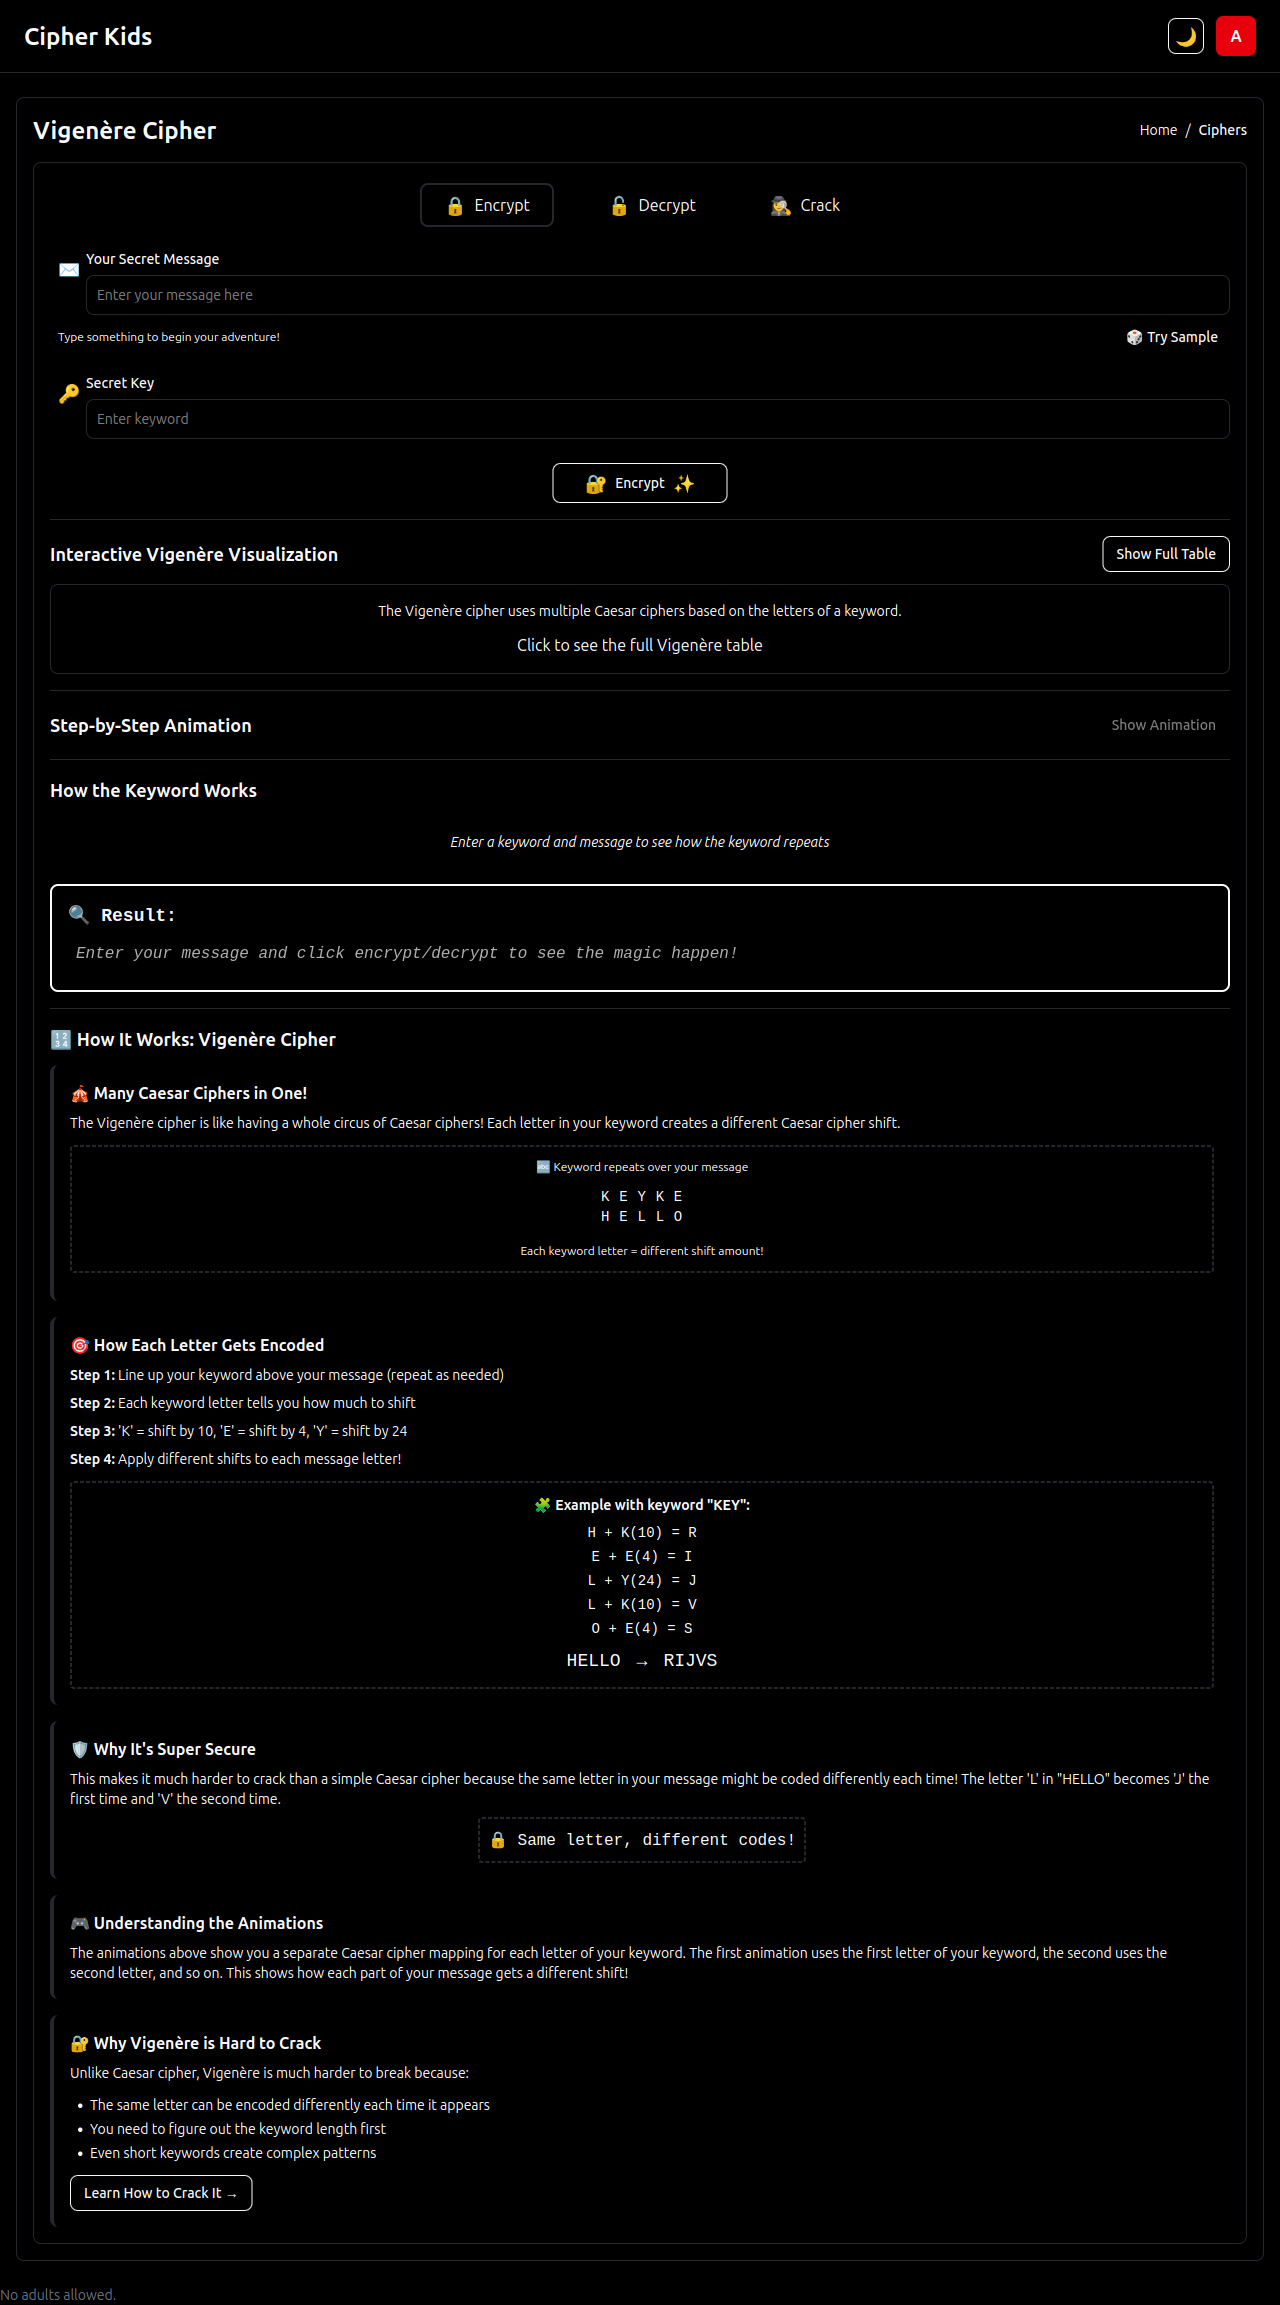 Cipher Kids
A
Vigenère Cipher
Home / Ciphers
Encrypt
Decrypt
Crack
Your Secret Message
Enter your message here
Type something to begin your adventure!
Try Sample
Secret Key
Enter keyword
Encrypt
Interactive Vigenère Visualization
Show Full Table
The Vigenère cipher uses multiple Caesar ciphers based on the letters of a keyword.
Click to see the full Vigenère table
Step-by-Step Animation
Show Animation
How the Keyword Works
Enter a keyword and message to see how the keyword repeats
Result:
Enter your message and click encrypt/decrypt to see the magic happen!
How It Works: Vigenère Cipher
Many Caesar Ciphers in One!
The Vigenère cipher is like having a whole circus of Caesar ciphers! Each letter in your keyword creates a different Caesar cipher shift.
Keyword repeats over your message
K E Y K E
H E L L O
Each keyword letter = different shift amount!
How Each Letter Gets Encoded
Step 1: Line up your keyword above your message (repeat as needed)
Step 2: Each keyword letter tells you how much to shift
Step 3: 'K' = shift by 10, 'E' = shift by 4, 'Y' = shift by 24
Step 4: Apply different shifts to each message letter!
Example with keyword "KEY":
H + K(10) = R
E + E(4) = I
L + Y(24) = J
L + K(10) = V
O + E(4) = S
HELLO → RIJVS
Why It's Super Secure
This makes it much harder to crack than a simple Caesar cipher because the same letter in your message might be coded differently each time! The letter 'L' in "HELLO" becomes 'J' the
first time and 'V' the second time.
Same letter, different codes!
Understanding the Animations
The animations above show you a separate Caesar cipher mapping for each letter of your keyword. The first animation uses the first letter of your keyword, the second uses the
second letter, and so on. This shows how each part of your message gets a different shift!
Why Vigenère is Hard to Crack
Unlike Caesar cipher, Vigenère is much harder to break because:
• The same letter can be encoded differently each time it appears
• You need to figure out the keyword length first
• Even short keywords create complex patterns
Learn How to Crack It →
No adults allowed.